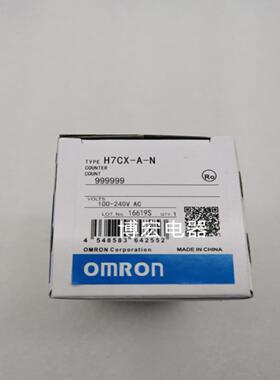 TYPE H7CX-A-N
COUNTER
COUNT
999999
Ro
VOLTS
100-240V AC
LOT No. 16619S QTY. 1
4 548583 642552
博宏电器
OMRON Corporation
MADE IN CHINA
OMRON